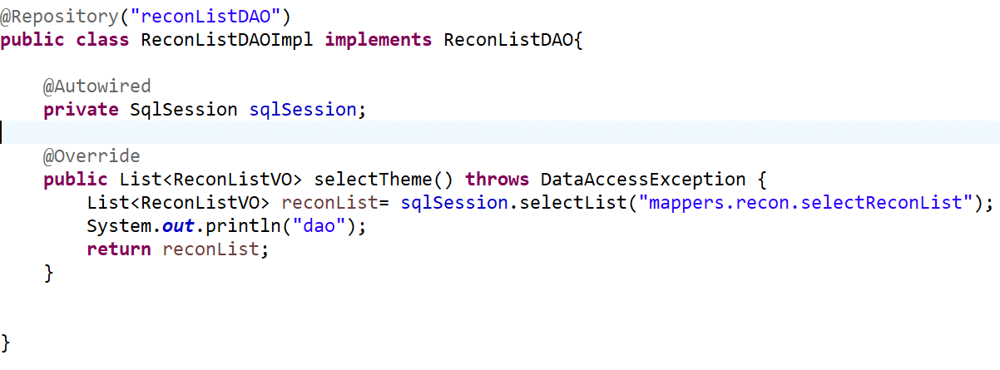 @Repository("reconListDAO")
public class ReconListDAOImpl implements ReconListDAO{
@Autowired
private SqlSession sqlSession;
@Override
public List<ReconListVO> selectTheme() throws DataAccessException {
List<ReconListVO> reconList= sqlSession.selectList("mappers.recon.selectReconList");
System.out.println("dao");
return reconList;
}
}